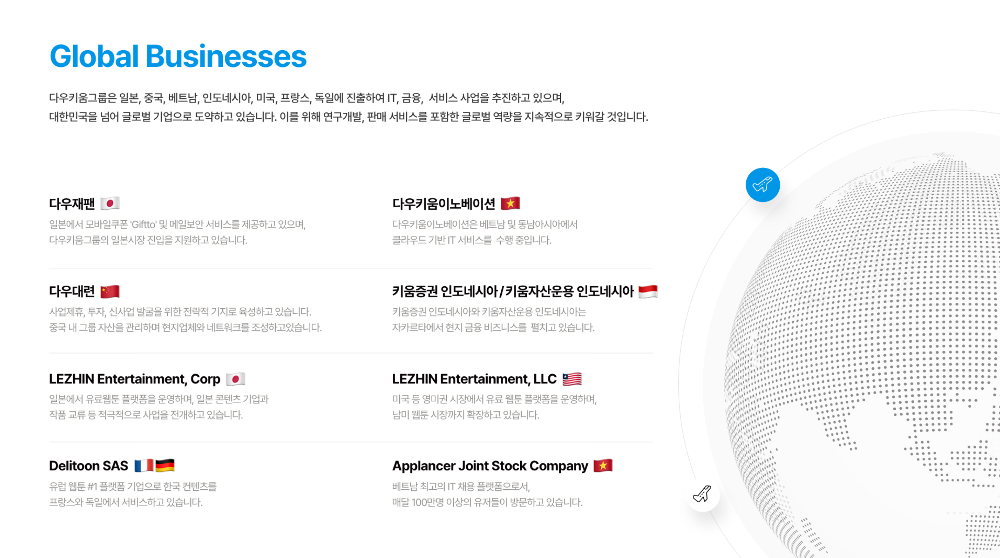 Global Businesses
다우키움그룹은 일본, 중국, 베트남, 인도네시아, 미국, 프랑스, 독일에 진출하여 IT, 금융, 서비스 사업을 추진하고 있으며,
대한민국을 넘어 글로벌 기업으로 도약하고 있습니다. 이를 위해 연구개발, 판매 서비스를 포함한 글로벌 역량을 지속적으로 키워갈 것입니다.
다우재팬
일본에서 모바일쿠폰 'Giftto' 및 메일보안 서비스를 제공하고 있으며,
다우키움그룹의 일본시장 진입을 지원하고 있습니다.
다우키움이노베이션
다우키움이노베이션은 베트남 및 동남아시아에서
클라우드 기반 IT 서비스를 수행 중입니다.
다우대련
사업제휴, 투자, 신사업 발굴을 위한 전략적 기지로 육성하고 있습니다.
중국 내 그룹 자산을 관리하며 현지업체와 네트워크를 조성하고있습니다.
키움증권 인도네시아/키움자산운용 인도네시아
키움증권 인도네시아와 키움자산운용 인도네시아는
자카르타에서 현지 금융 비즈니스를 펼치고 있습니다.
LEZHIN Entertainment, Corp
일본에서 유료웹툰 플랫폼을 운영하며, 일본 콘텐츠 기업과
작품 교류 등 적극적으로 사업을 전개하고 있습니다.
LEZHIN Entertainment, LLC
미국 등 영미권 시장에서 유료 웹툰 플랫폼을 운영하며,
남미 웹툰 시장까지 확장하고 있습니다.
Delitoon SAS
유럽 웹툰 #1 플랫폼 기업으로 한국 컨텐츠를
프랑스와 독일에서 서비스하고 있습니다.
Applancer Joint Stock Company
베트남 최고의 IT 채용 플랫폼으로서,
매달 100만명 이상의 유저들이 방문하고 있습니다.